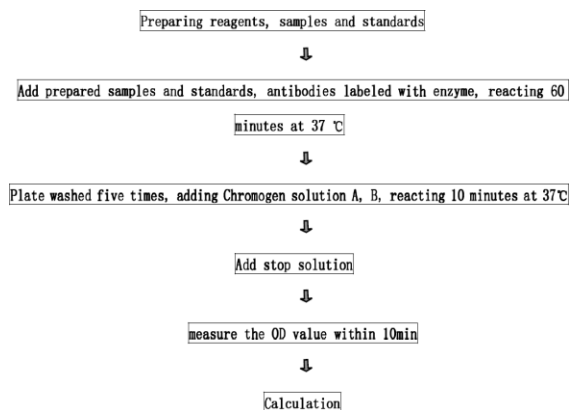 Preparing reagents, samples and standards
⇩
Add prepared samples and standards, antibodies labeled with enzyme, reacting 60
minutes at 37 ℃
⇩
Plate washed five times, adding Chromogen solution A, B, reacting 10 minutes at 37℃
⇩
Add stop solution
⇩
measure the OD value within 10min
⇩
Calculation